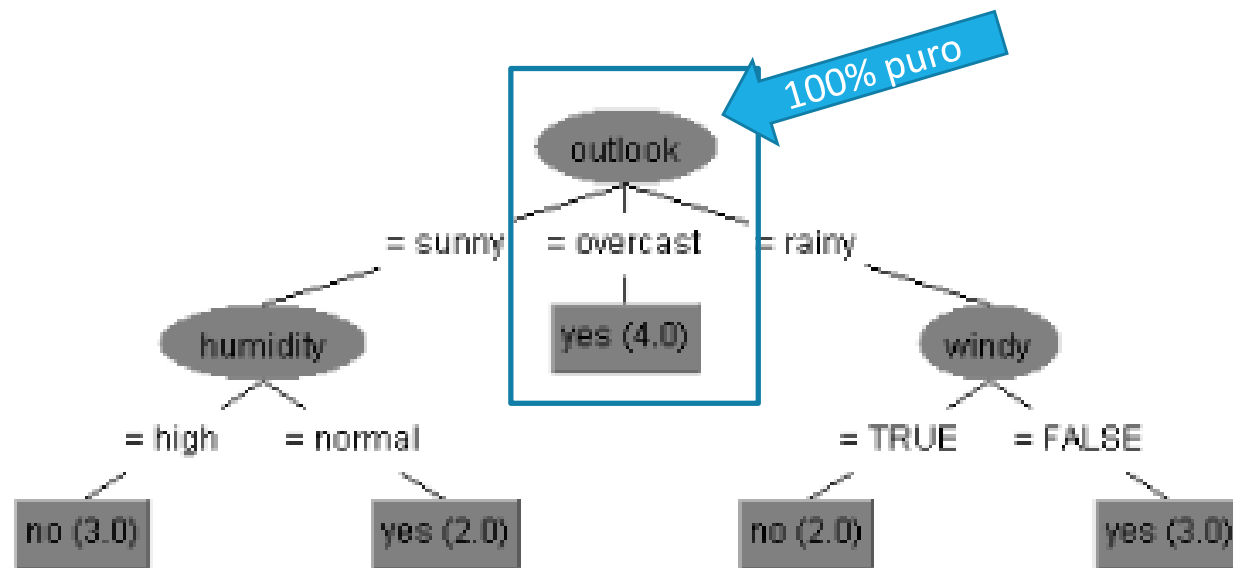 100% puro
outlook
= sunny = overcast = rainy
humidity yes (4.0) windy
= high = normal = TRUE = FALSE
no (3.0) yes (2.0) no (2.0) yes (3.0)